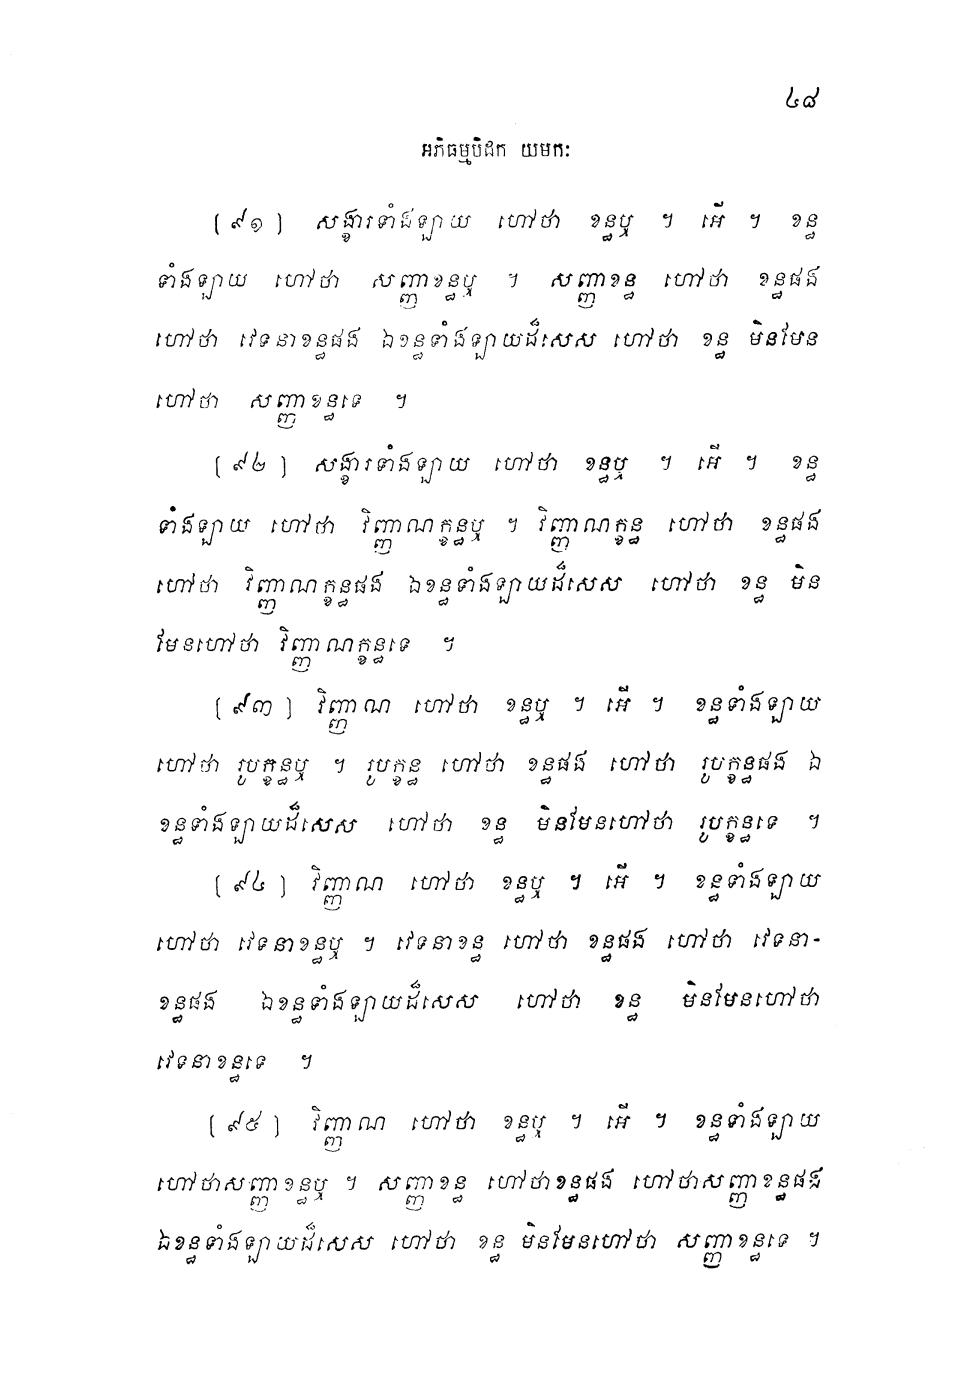 ៤៨
អភិធម្មបិដក យមកៈ
(៩១) សង្ខារទាំងឡាយ ហៅថា ខន្ធឬ ។ អើ ។ ខន្ធ
ទាំងឡាយ ហៅថា សញ្ញាខន្ធឬ ។ សញ្ញាខន្ធ ហៅថា ខន្ធផង
ហៅថា វេទនាខន្ធផង ឯខន្ធទាំងឡាយដ៏សេស ហៅថា ខន្ធ មិនមែន
ហៅថា សញ្ញាខន្ធទេ ។
(៩២) សង្ខារទាំងឡាយ ហៅថា ខន្ធឬ ។ អើ ។ ខន្ធ
ទាំងឡាយ ហៅថា វិញ្ញាណក្ខន្ធឬ ។ វិញ្ញាណក្ខន្ធ ហៅថា ខន្ធផង
ហៅថា វិញ្ញាណក្ខន្ធផង ឯខន្ធទាំងឡាយដ៏សេស ហៅថា ខន្ធ មិន
មែនហៅថា វិញ្ញាណក្ខន្ធទេ ។
(៩៣) វិញ្ញាណ ហៅថា ខន្ធឬ ។ អើ ។ ខន្ធទាំងឡាយ
ហៅថា រូបក្ខន្ធឬ ។ រូបក្ខន្ធ ហៅថា ខន្ធផង ហៅថា រូបក្ខន្ធផង ឯ
ខន្ធទាំងឡាយដ៏សេស ហៅថា ខន្ធ មិនមែនហៅថា រូបក្ខន្ធទេ ។
(៩៤) វិញ្ញាណ ហៅថា ខន្ធឬ ។ អើ ។ ខន្ធទាំងឡាយ
ហៅថា វេទនាខន្ធឬ ។ វេទនាខន្ធ ហៅថា ខន្ធផង ហៅថា វេទនា-
ខន្ធផង ឯខន្ធទាំងឡាយដ៏សេស ហៅថា ខន្ធ មិនមែនហៅថា
វេទនាខន្ធទេ ។
(៩៥) វិញ្ញាណ ហៅថា ខន្ធឬ ។ អើ ។ ខន្ធទាំងឡាយ
ហៅថាសញ្ញាខន្ធឬ ។ សញ្ញាខន្ធ ហៅថាខន្ធផង ហៅថាសញ្ញាខន្ធផង
ឯខន្ធទាំងឡាយដ៏សេស ហៅថា ខន្ធ មិនមែនហៅថា សញ្ញាខន្ធទេ ។